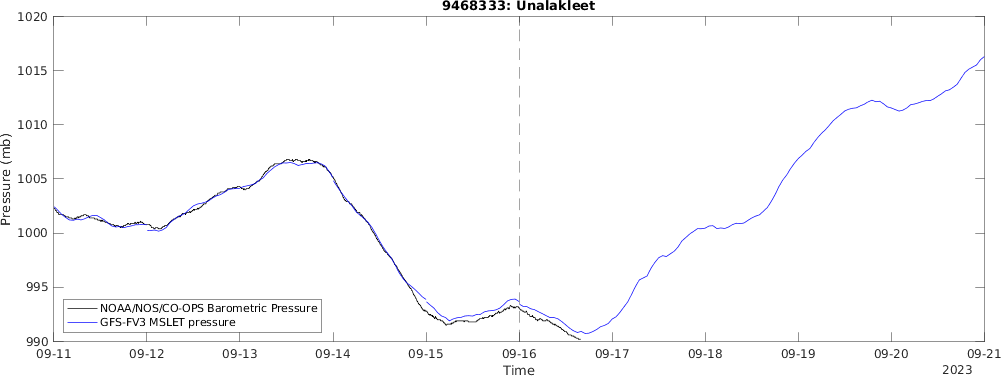 9468333: Unalakleet
1020
1015
1010
1005
1000
995
990
Pressure (mb)
NOAA/NOS/CO-OPS Barometric Pressure
GFS-FV3 MSLET pressure
09-11 09-12 09-13 09-14 09-15 09-16 09-17 09-18 09-19 09-20 09-21
Time
2023